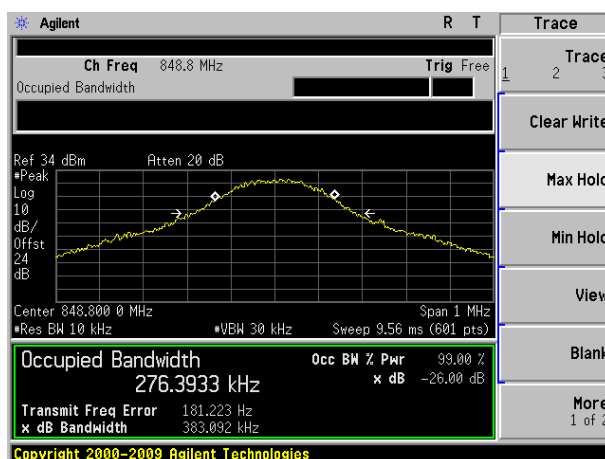 Agilent R T Trace
Ch Freq 848.8 MHz Trig Free
Occupied Bandwidth
Trace
1 2 3
Clear Write
Max Hold
Min Hold
View
Blank
More
1 of 2
Ref 34 dBm Atten 20 dB
#Peak
Log
10
dB/
Offst
24
dB
Center 848.800 0 MHz Span 1 MHz
#Res BW 10 kHz #VBW 30 kHz Sweep 9.56 ms (601 pts)
Occupied Bandwidth Occ BW % Pwr 99.00 %
276.3933 kHz x dB -26.00 dB
Transmit Freq Error 181.223 Hz
x dB Bandwidth 383.092 kHz
Copyright 2000-2009 Agilent Technologies